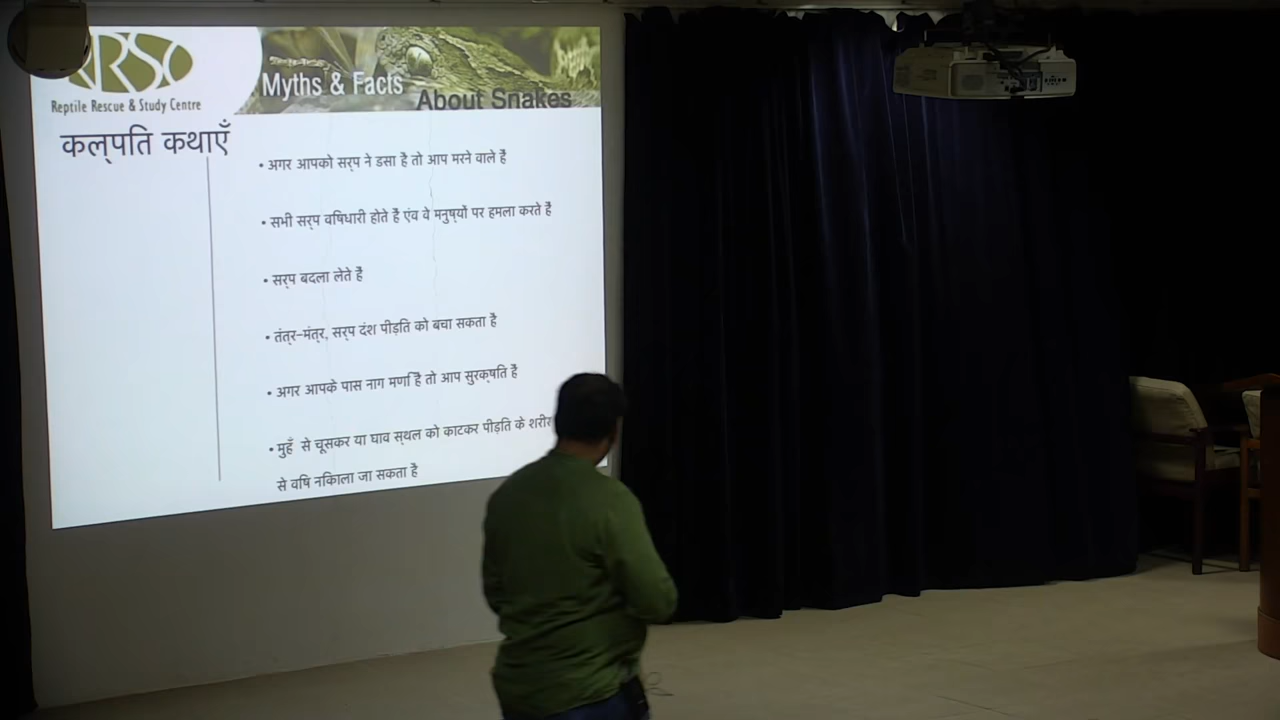 RRSC
Reptile Rescue & Study Centre
Myths & Facts
About Snakes
कल्पति कथाएँ
• अगर आपको सर्प ने डसा है तो आप मरने वाले है
• सभी सर्प वषिधारी होते है एंव वे मनुष्यों पर हमला करते है
• सर्प बदला लेते है
• तंत्र-मंत्र, सर्प दंश पीड़ति को बचा सकता है
• अगर आपके पास नाग मणि है तो आप सुरक्षति है
• मुहँ से चूसकर या घाव स्थल को काटकर पीड़ति के शरीर
से वषि नकिाला जा सकता है